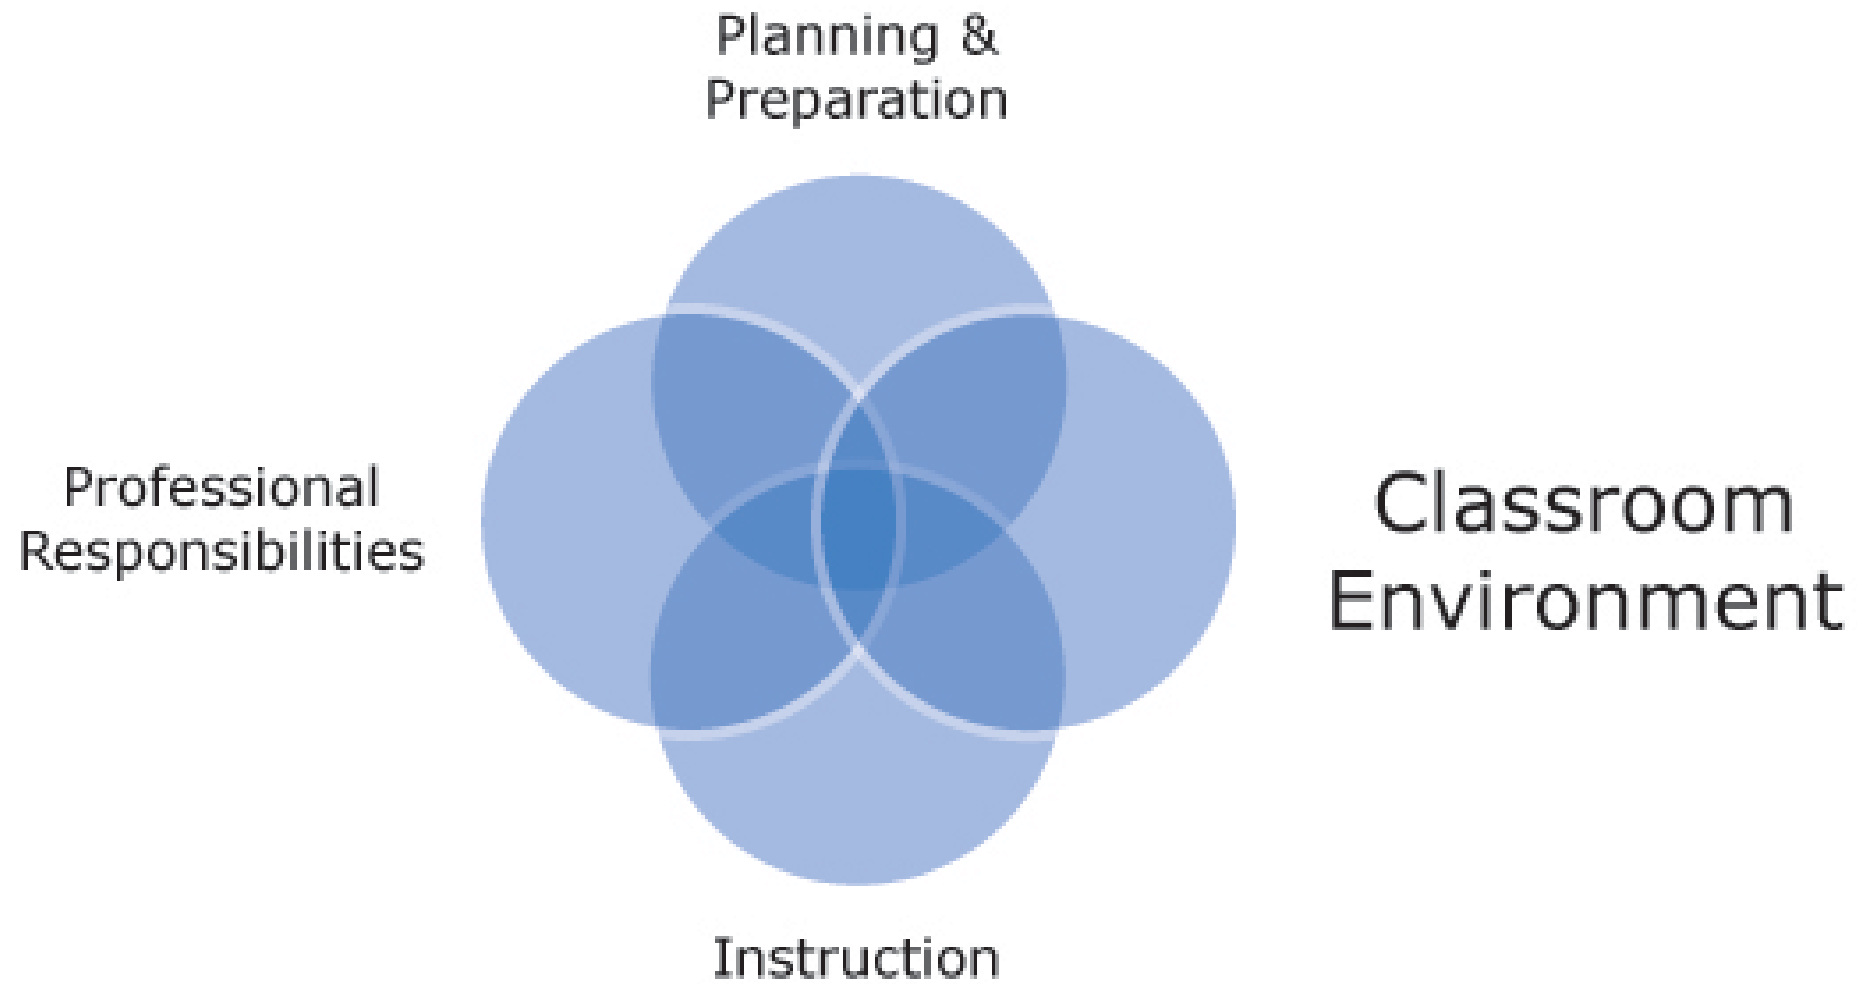 Planning &
Preparation
Professional
Responsibilities
Classroom
Environment
Instruction